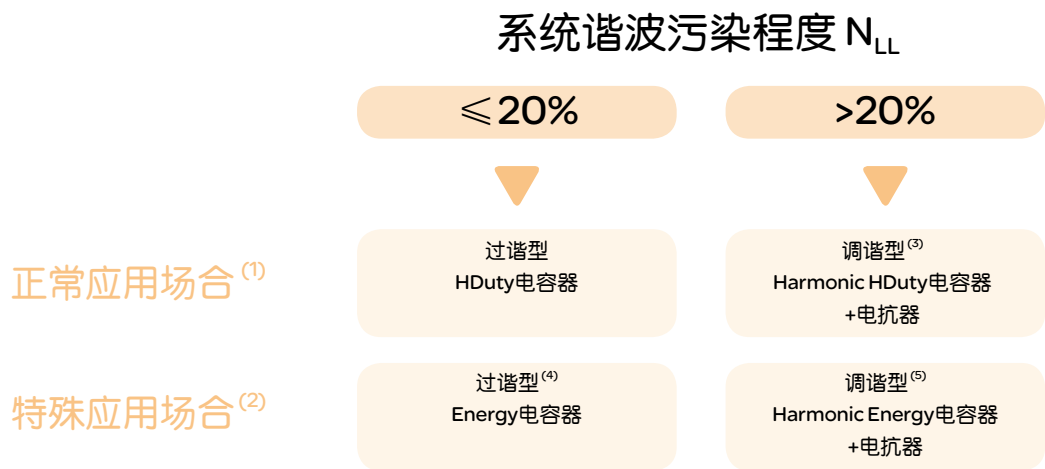 系统谐波污染程度 N_LL
≤20%
>20%
正常应用场合(1)
过谐型
HDuty电容器
调谐型(3)
Harmonic HDuty电容器
+电抗器
特殊应用场合(2)
过谐型(4)
Energy电容器
调谐型(5)
Harmonic Energy电容器
+电抗器